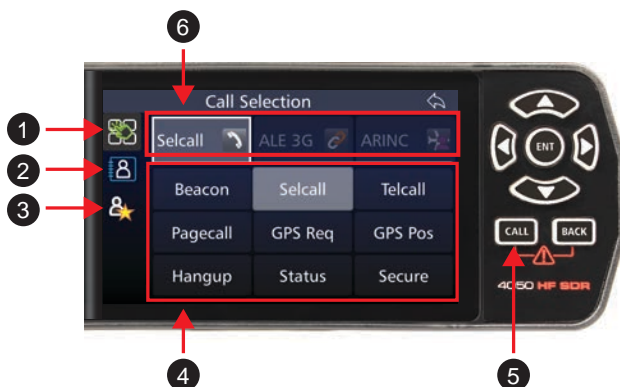 6
Call Selection
1
Selcall ALE 3G ARINC
ENT
2
Beacon Selcall Telcall
3
Pagecall GPS Req GPS Pos
CALL BACK
Hangup Status Secure
4050 HF SDR
4
5